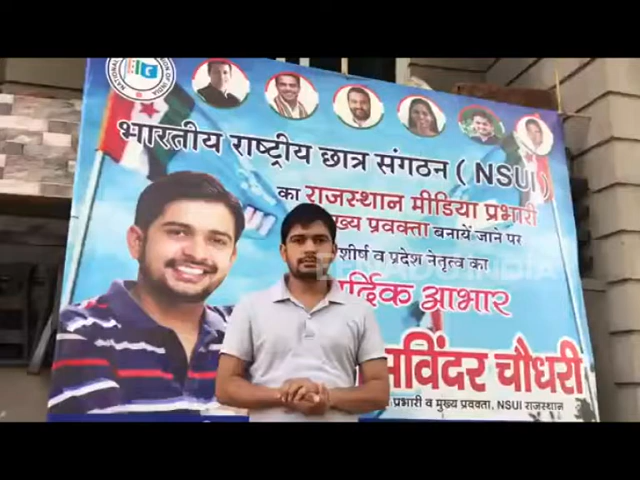 भारतीय राष्ट्रीय छात्र संगठन ( NSUI )
का राजस्थान मीडिया प्रभारी
मुख्य प्रवक्ता बनायें जाने पर
शीर्ष व प्रदेश नेतृत्व का
हार्दिक आभार
चौधरी
प्रभारी व मुख्य प्रवक्ता, NSUI राजस्थान